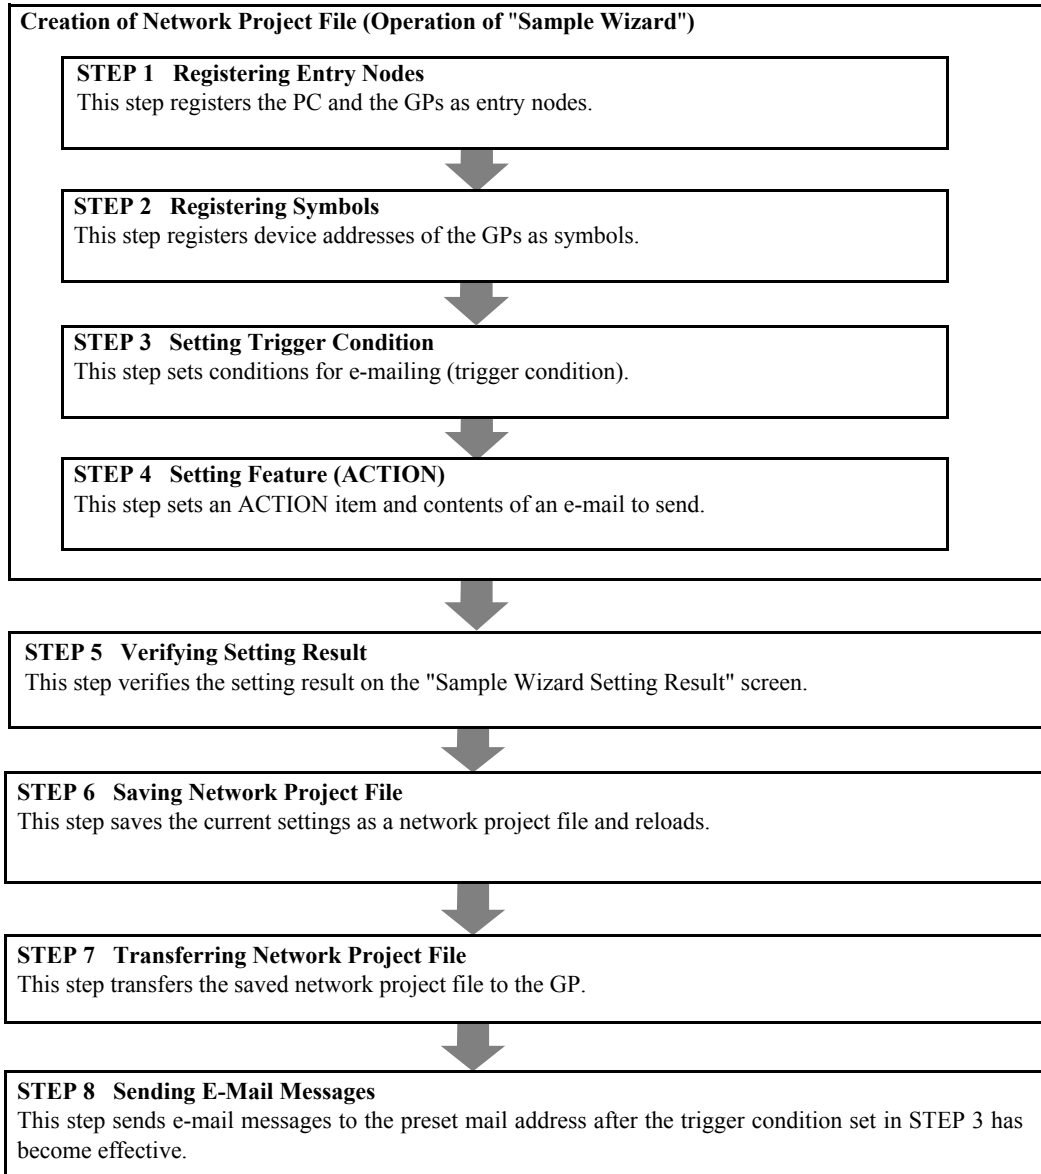 Creation of Network Project File (Operation of "Sample Wizard")
STEP 1 Registering Entry Nodes
This step registers the PC and the GPs as entry nodes.
STEP 2 Registering Symbols
This step registers device addresses of the GPs as symbols.
STEP 3 Setting Trigger Condition
This step sets conditions for e-mailing (trigger condition).
STEP 4 Setting Feature (ACTION)
This step sets an ACTION item and contents of an e-mail to send.
STEP 5 Verifying Setting Result
This step verifies the setting result on the "Sample Wizard Setting Result" screen.
STEP 6 Saving Network Project File
This step saves the current settings as a network project file and reloads.
STEP 7 Transferring Network Project File
This step transfers the saved network project file to the GP.
STEP 8 Sending E-Mail Messages
This step sends e-mail messages to the preset mail address after the trigger condition set in STEP 3 has
become effective.